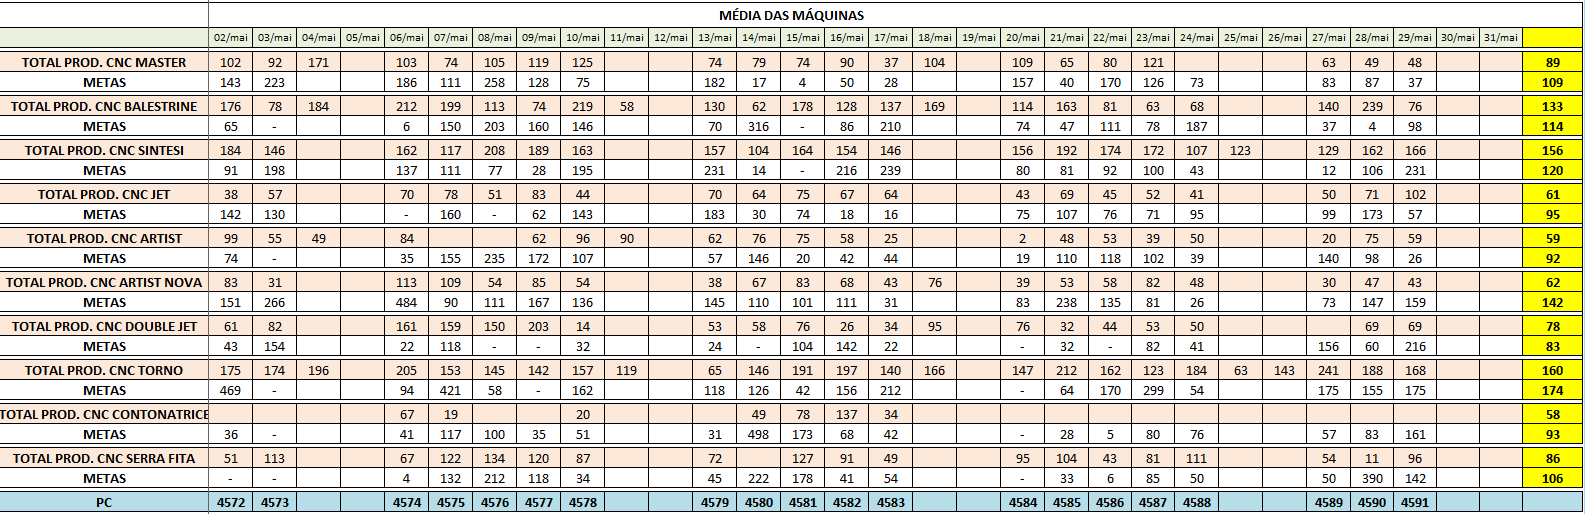 MÉDIA DAS MÁQUINAS
02/mai 03/mai 04/mai 05/mai 06/mai 07/mai 08/mai 09/mai 10/mai 11/mai 12/mai 13/mai 14/mai 15/mai 16/mai 17/mai 18/mai 19/mai 20/mai 21/mai 22/mai 23/mai 24/mai 25/mai 26/mai 27/mai 28/mai 29/mai 30/mai 31/mai
TOTAL PROD. CNC MASTER 102 92 171 103 74 105 119 125 74 79 74 90 37 104 109 65 80 121 63 49 48 89
METAS 143 223 186 111 258 128 75 182 17 4 50 28 157 40 170 126 73 83 87 37 109
TOTAL PROD. CNC BALESTRINE 176 78 184 212 199 113 74 219 58 130 62 178 128 137 169 114 163 81 63 68 140 239 76 133
METAS 65 - 6 150 203 160 146 70 316 - 86 210 74 47 111 78 187 37 4 98 114
TOTAL PROD. CNC SINTESI 184 146 162 117 208 189 163 157 104 164 154 146 156 192 174 172 107 123 129 162 166 156
METAS 91 198 137 111 77 28 195 231 14 - 216 239 80 81 92 100 43 12 106 231 120
TOTAL PROD. CNC JET 38 57 70 78 51 83 44 70 64 75 67 64 43 69 45 52 41 50 71 102 61
METAS 142 130 - 160 - 62 143 183 30 74 18 16 75 107 76 71 95 99 173 57 95
TOTAL PROD. CNC ARTIST 99 55 49 84 62 96 90 62 76 75 58 25 2 48 53 39 50 20 75 59 59
METAS 74 - 35 155 235 172 107 57 146 20 42 44 19 110 118 102 39 140 98 26 92
TOTAL PROD. CNC ARTIST NOVA 83 31 113 109 54 85 54 38 67 83 68 43 76 39 53 58 82 48 30 47 43 62
METAS 151 266 484 90 111 167 136 145 110 101 111 31 83 238 135 81 26 73 147 159 142
TOTAL PROD. CNC DOUBLE JET 61 82 161 159 150 203 14 53 58 76 26 34 95 76 32 44 53 50 69 69 78
METAS 43 154 22 118 - - 32 24 - 104 142 22 - 32 - 82 41 156 60 216 83
TOTAL PROD. CNC TORNO 175 174 196 205 153 145 142 157 119 65 146 191 197 140 166 147 212 162 123 184 63 143 241 188 168 160
METAS 469 - 94 421 58 - 162 118 126 42 156 212 - 64 170 299 54 175 155 175 174
TOTAL PROD. CNC CONTONATRICE 67 19 20 49 78 137 34 58
METAS 36 - 41 117 100 35 51 31 498 173 68 42 - 28 5 80 76 57 83 161 93
TOTAL PROD. CNC SERRA FITA 51 113 67 122 134 120 87 72 127 91 49 95 104 43 81 111 54 11 96 86
METAS - - 4 132 212 118 34 45 222 178 41 54 - 33 6 85 50 50 390 142 106
PC 4572 4573 4574 4575 4576 4577 4578 4579 4580 4581 4582 4583 4584 4585 4586 4587 4588 4589 4590 4591